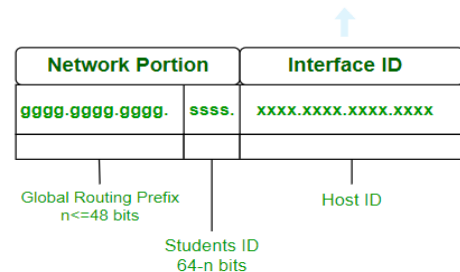 Network Portion Interface ID
gggg.gggg.gggg. ssss. xxxx.xxxx.xxxx.xxxx
Global Routing Prefix
n<=48 bits
Host ID
Students ID
64-n bits